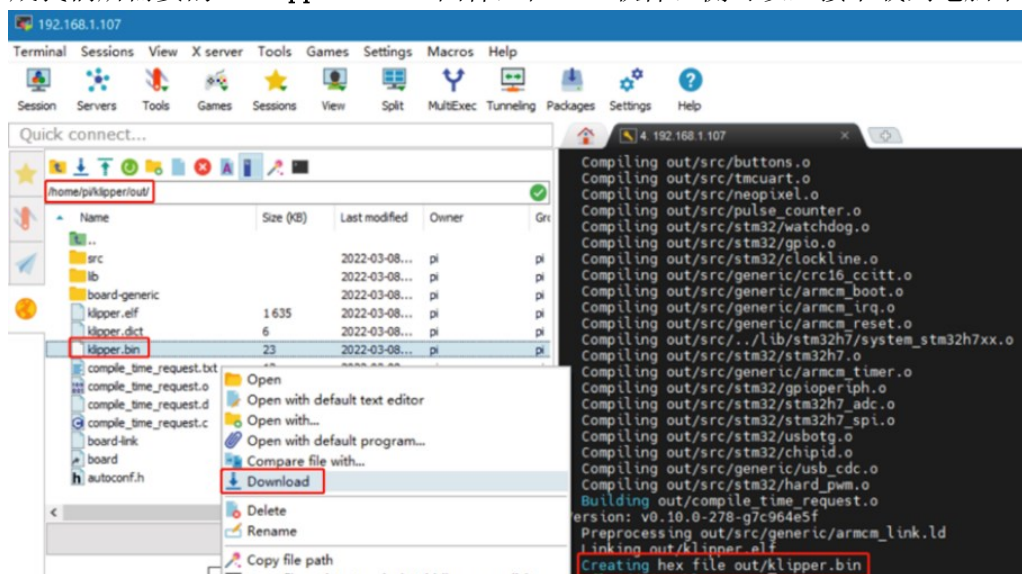 192.168.1.107
Terminal Sessions View X server Tools Games Settings Macros Help
Session Servers Tools Games Sessions View Split MultiExec Tunneling Packages Settings Help
Quick connect...
4. 192.168.1.107
/home/pi/klipper/out/
Name Size (KB) Last modified Owner Gr
..
src 2022-03-08... pi pi
lib 2022-03-08... pi pi
board-generic 2022-03-08... pi pi
klipper.elf 1 635 2022-03-08... pi pi
klipper.dict 6 2022-03-08... pi pi
klipper.bin 23 2022-03-08... pi pi
compile_time_request.txt
compile_time_request.o
compile_time_request.d
compile_time_request.c
board-link
board
autoconf.h
Open
Open with default text editor
Open with...
Open with default program...
Compare file with...
Download
Delete
Rename
Copy file path
Compiling out/src/buttons.o
Compiling out/src/tmcuart.o
Compiling out/src/neopixel.o
Compiling out/src/pulse_counter.o
Compiling out/src/stm32/watchdog.o
Compiling out/src/stm32/gpio.o
Compiling out/src/stm32/clockline.o
Compiling out/src/generic/crc16_ccitt.o
Compiling out/src/generic/armcm_boot.o
Compiling out/src/generic/armcm_irq.o
Compiling out/src/generic/armcm_reset.o
Compiling out/src/../lib/stm32h7/system_stm32h7xx.o
Compiling out/src/stm32/stm32h7.o
Compiling out/src/generic/armcm_timer.o
Compiling out/src/stm32/gpioperiph.o
Compiling out/src/stm32/stm32h7_adc.o
Compiling out/src/stm32/stm32h7_spi.o
Compiling out/src/stm32/usbotg.o
Compiling out/src/stm32/chipid.o
Compiling out/src/generic/usb_cdc.o
Compiling out/src/stm32/hard_pwm.o
Building out/compile_time_request.o
ersion: v0.10.0-278-g7c964e5f
Preprocessing out/src/generic/armcm_link.ld
Linking out/klipper.elf
Creating hex file out/klipper.bin